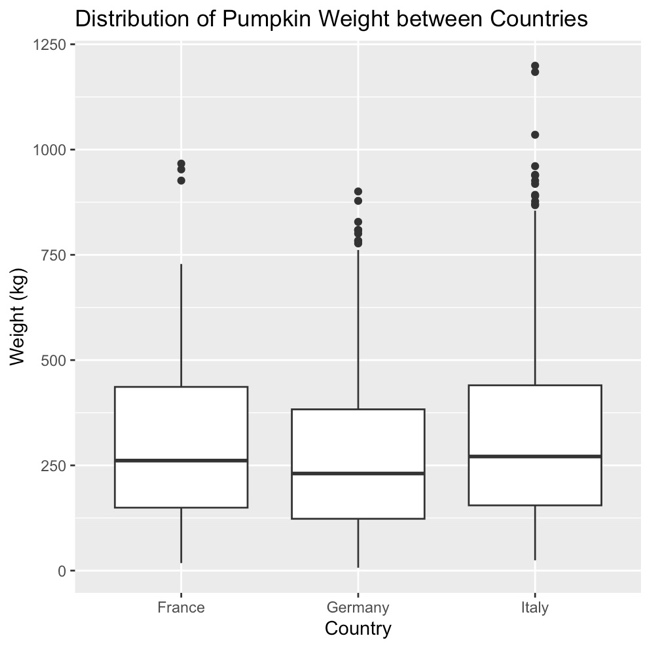 Distribution of Pumpkin Weight between Countries
1250
1000
750
500
250
0
Weight (kg)
France Germany Italy
Country